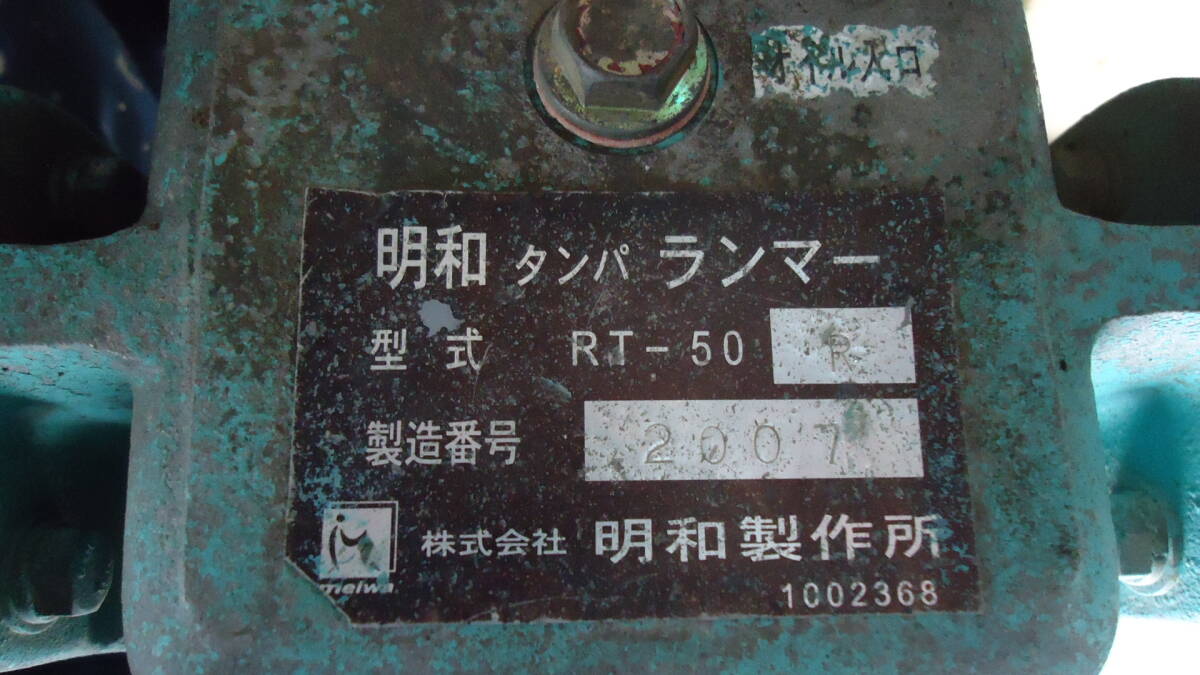 オイル入口
明和 タンパ ランマー
型式 RT-50 R
製造番号 2007
meiwa 株式会社 明和製作所
1002368